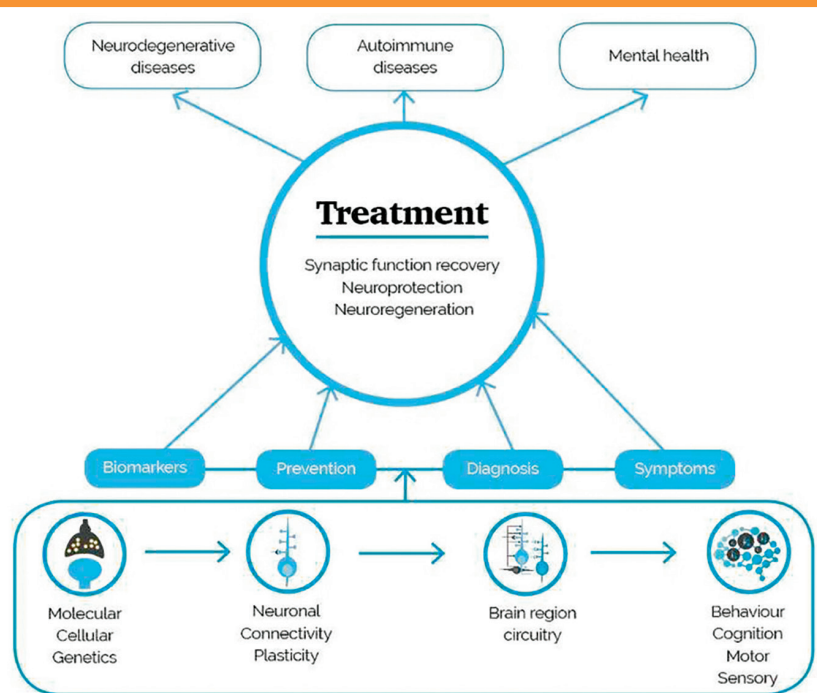 Neurodegenerative
diseases
Autoimmune
diseases
Mental health
Treatment
Synaptic function recovery
Neuroprotection
Neuroregeneration
Biomarkers
Prevention
Diagnosis
Symptoms
Molecular
Cellular
Genetics
Neuronal
Connectivity
Plasticity
Brain region
circuitry
Behaviour
Cognition
Motor
Sensory